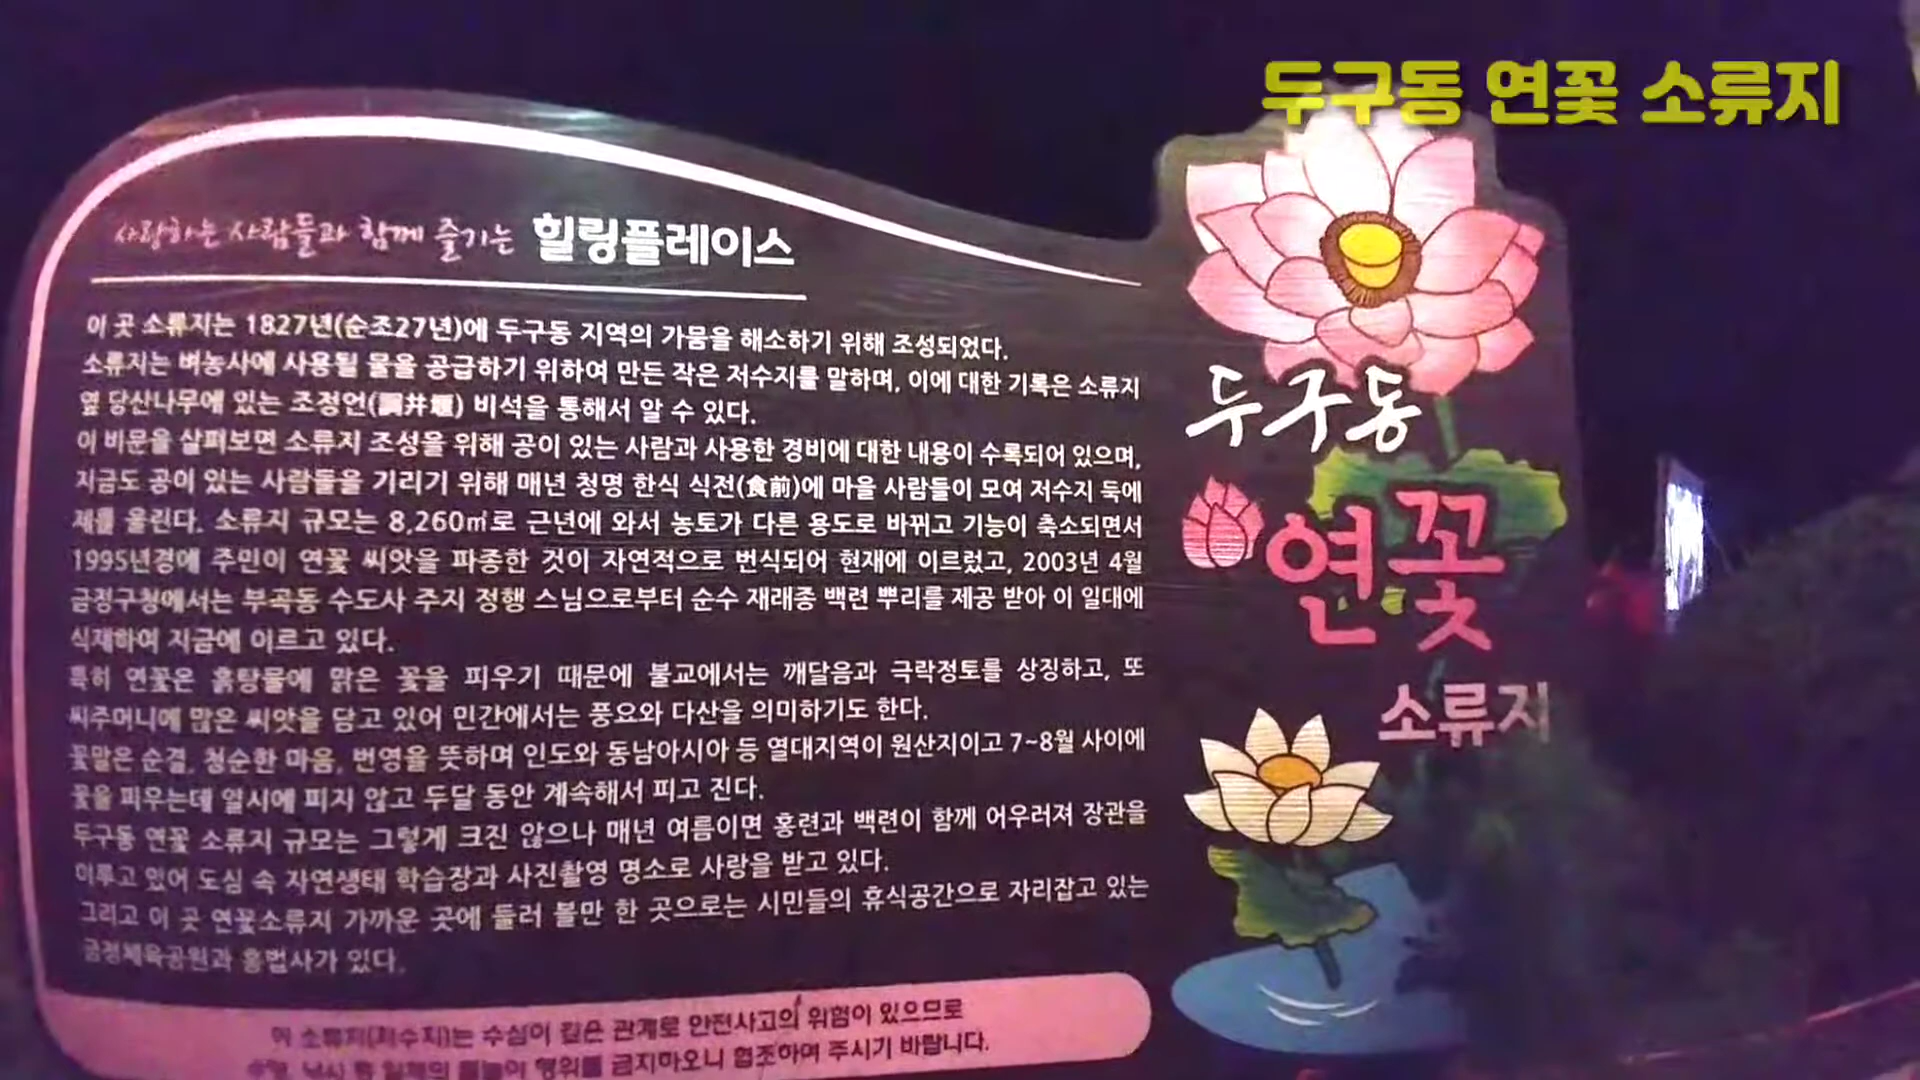 두구동 연꽃 소류지
사랑하는 사람들과 함께 즐기는 힐링플레이스
이 곳 소류지는 1827년(순조27년)에 두구동 지역의 가뭄을 해소하기 위해 조성되었다.
소류지는 벼농사에 사용될 물을 공급하기 위하여 만든 작은 저수지를 말하며, 이에 대한 기록은 소류지
옆 당산나무에 있는 조정언(調井堰) 비석을 통해서 알 수 있다.
이 비문을 살펴보면 소류지 조성을 위해 공이 있는 사람과 사용한 경비에 대한 내용이 수록되어 있으며,
지금도 공이 있는 사람들을 기리기 위해 매년 청명 한식 식전(食前)에 마을 사람들이 모여 저수지 둑에
제를 올린다. 소류지 규모는 8,260㎡로 근년에 와서 농토가 다른 용도로 바뀌고 기능이 축소되면서
1995년경에 주민이 연꽃 씨앗을 파종한 것이 자연적으로 번식되어 현재에 이르렀고, 2003년 4월
금정구청에서는 부곡동 수도사 주지 정행 스님으로부터 순수 재래종 백련 뿌리를 제공 받아 이 일대에
식재하여 지금에 이르고 있다.
특히 연꽃은 흙탕물에 맑은 꽃을 피우기 때문에 불교에서는 깨달음과 극락정토를 상징하고, 또
씨주머니에 많은 씨앗을 담고 있어 민간에서는 풍요와 다산을 의미하기도 한다.
꽃말은 순결, 청순한 마음, 번영을 뜻하며 인도와 동남아시아 등 열대지역이 원산지이고 7~8월 사이에
꽃을 피우는데 일시에 피지 않고 두달 동안 계속해서 피고 진다.
두구동 연꽃 소류지 규모는 그렇게 크진 않으나 매년 여름이면 홍련과 백련이 함께 어우러져 장관을
이루고 있어 도심 속 자연생태 학습장과 사진촬영 명소로 사랑을 받고 있다.
그리고 이 곳 연꽃소류지 가까운 곳에 들러 볼만 한 곳으로는 시민들의 휴식공간으로 자리잡고 있는
금정체육공원과 홍법사가 있다.
이 소류지(저수지)는 수심이 깊은 관계로 안전사고의 위험이 있으므로
수영, 낚시 등 일체의 물놀이 행위를 금지하오니 협조하여 주시기 바랍니다.
두구동
연꽃
소류지